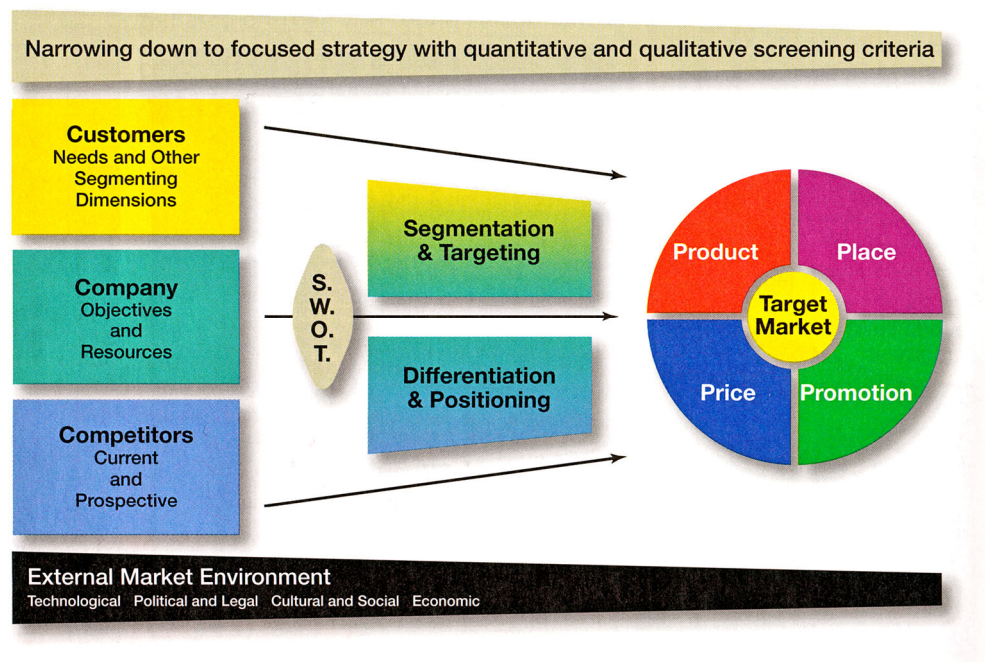 Narrowing down to focused strategy with quantitative and qualitative screening criteria
Customers
Needs and Other
Segmenting
Dimensions
Company
Objectives
and
Resources
Competitors
Current
and
Prospective
S.
W.
O.
T.
Segmentation
& Targeting
Differentiation
& Positioning
Product
Place
Target
Market
Price
Promotion
External Market Environment
Technological Political and Legal Cultural and Social Economic